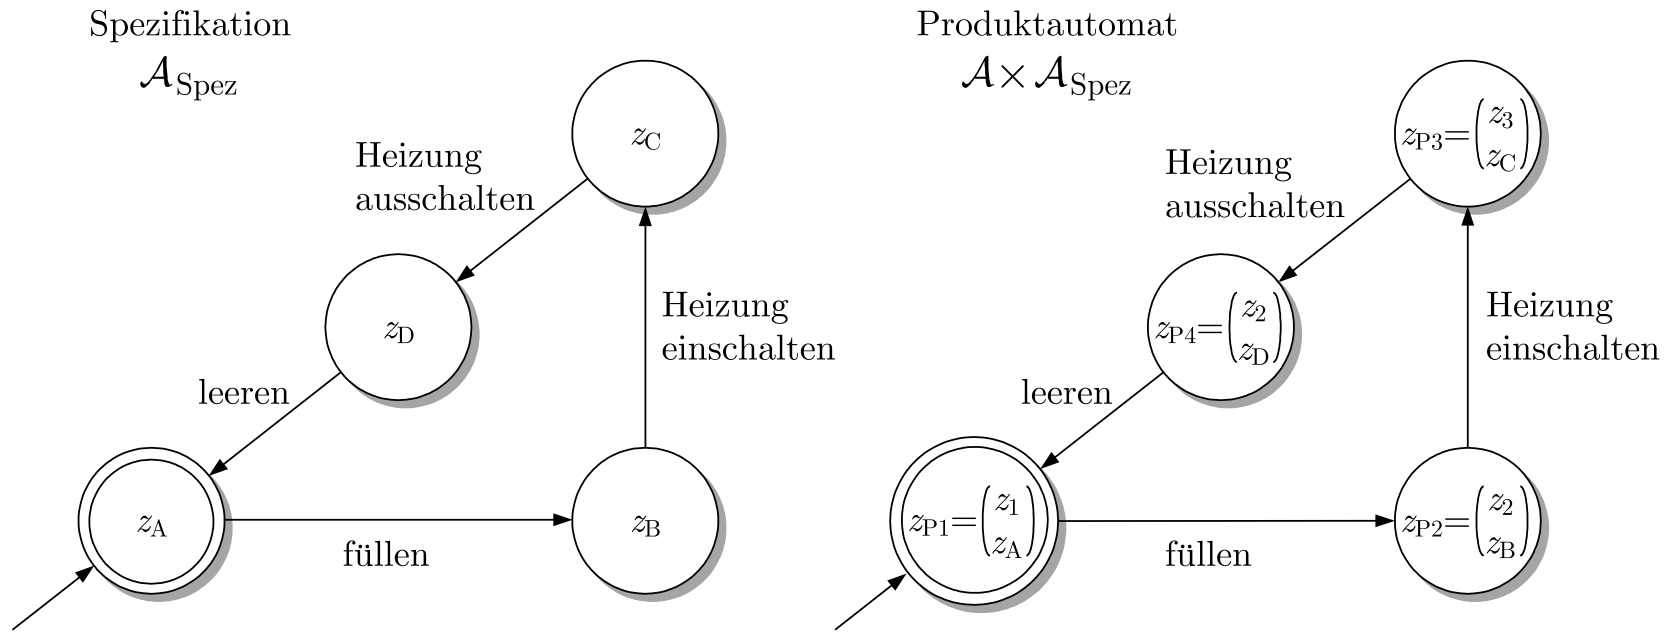 Spezifikation
𝒜Spez
zC
Heizung
ausschalten
zD
Heizung
einschalten
leeren
zA
füllen
zB
Produktautomat
𝒜×𝒜Spez
zP3=(z3
zC)
Heizung
ausschalten
zP4=(z2
zD)
Heizung
einschalten
leeren
zP1=(z1
zA)
füllen
zP2=(z2
zB)